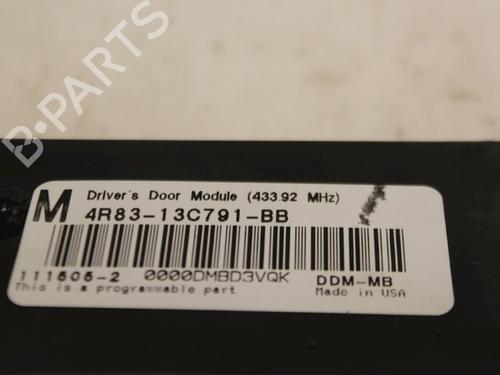 B-PARTS
M
Driver's Door Module (433.92 MHz)
4R83-13C791-BB
111505-2 0000DMBD3VQK DDM-MB
This is a programmable part Made in USA